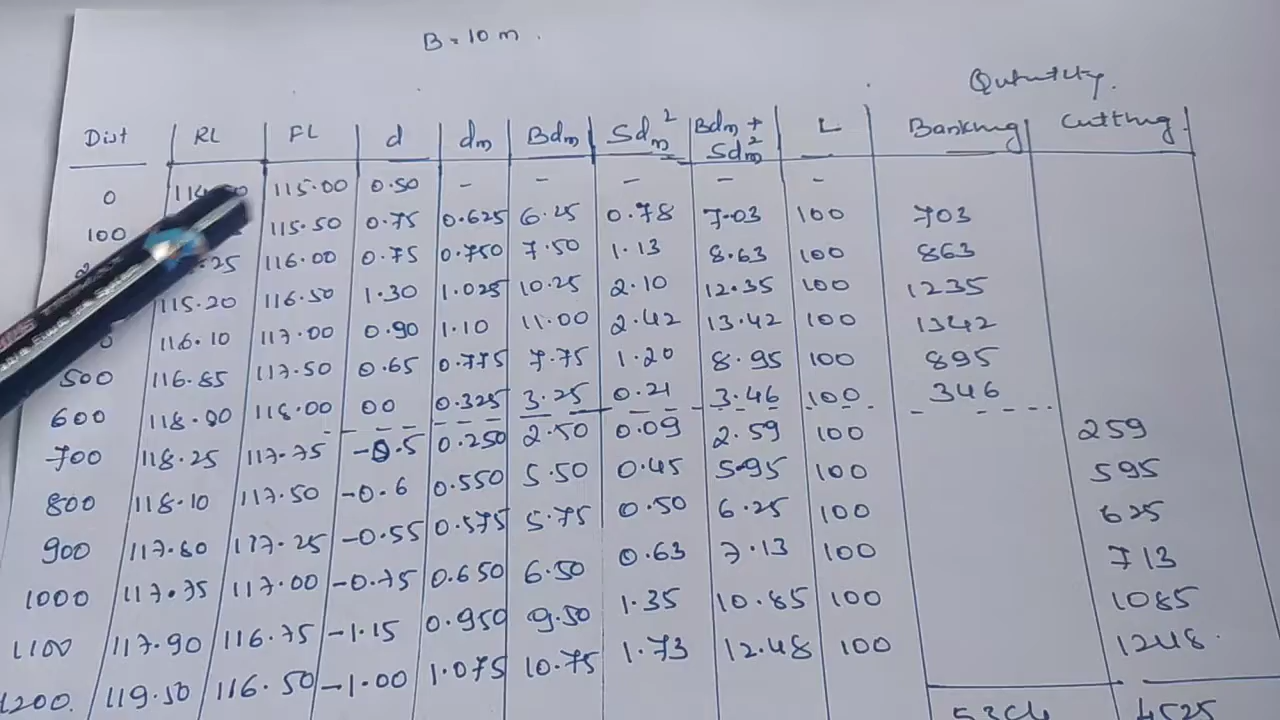 B = 10 m.
Quantity.
Dist RL FL d dm Bdm Sdm² Bdm + Sdm² L Banking Cutting
0 115.00 0.50 - - - - -
100 115.50 0.75 0.625 6.25 0.78 7.03 100 703
.25 116.00 0.75 0.750 7.50 1.13 8.63 100 863
115.20 116.50 1.30 1.025 10.25 2.10 12.35 100 1235
116.10 117.00 0.90 1.10 11.00 2.42 13.42 100 1342
500 116.85 117.50 0.65 0.775 7.75 1.20 8.95 100 895
600 118.00 118.00 00 0.325 3.25 0.21 3.46 100 346
700 118.25 117.75 -0.5 0.250 2.50 0.09 2.59 100 259
800 118.10 117.50 -0.6 0.550 5.50 0.45 5.95 100 595
900 117.80 117.25 -0.55 0.575 5.75 0.50 6.25 100 625
1000 117.75 117.00 -0.75 0.650 6.50 0.63 7.13 100 713
1100 117.90 116.75 -1.15 0.950 9.50 1.35 10.85 100 1085
1200. 119.50 116.50 -1.00 1.075 10.75 1.73 12.48 100 1248.
4525